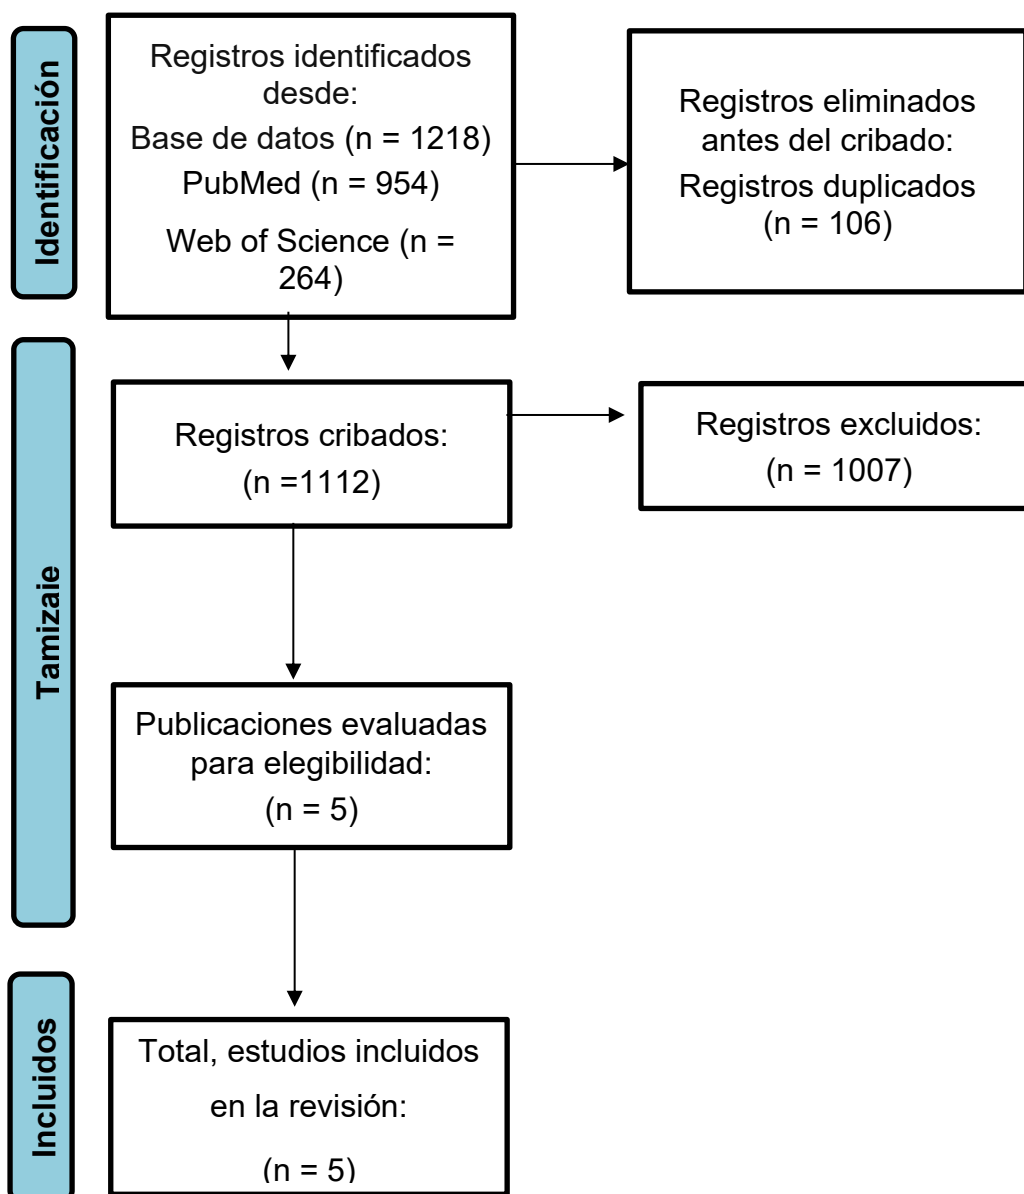 Identificación
Registros identificados
desde:
Base de datos (n = 1218)
PubMed (n = 954)
Web of Science (n =
264)
Registros eliminados
antes del cribado:
Registros duplicados
(n = 106)
Tamizaie
Registros cribados:
(n =1112)
Registros excluidos:
(n = 1007)
Publicaciones evaluadas
para elegibilidad:
(n = 5)
Incluidos
Total, estudios incluidos
en la revisión:
(n = 5)